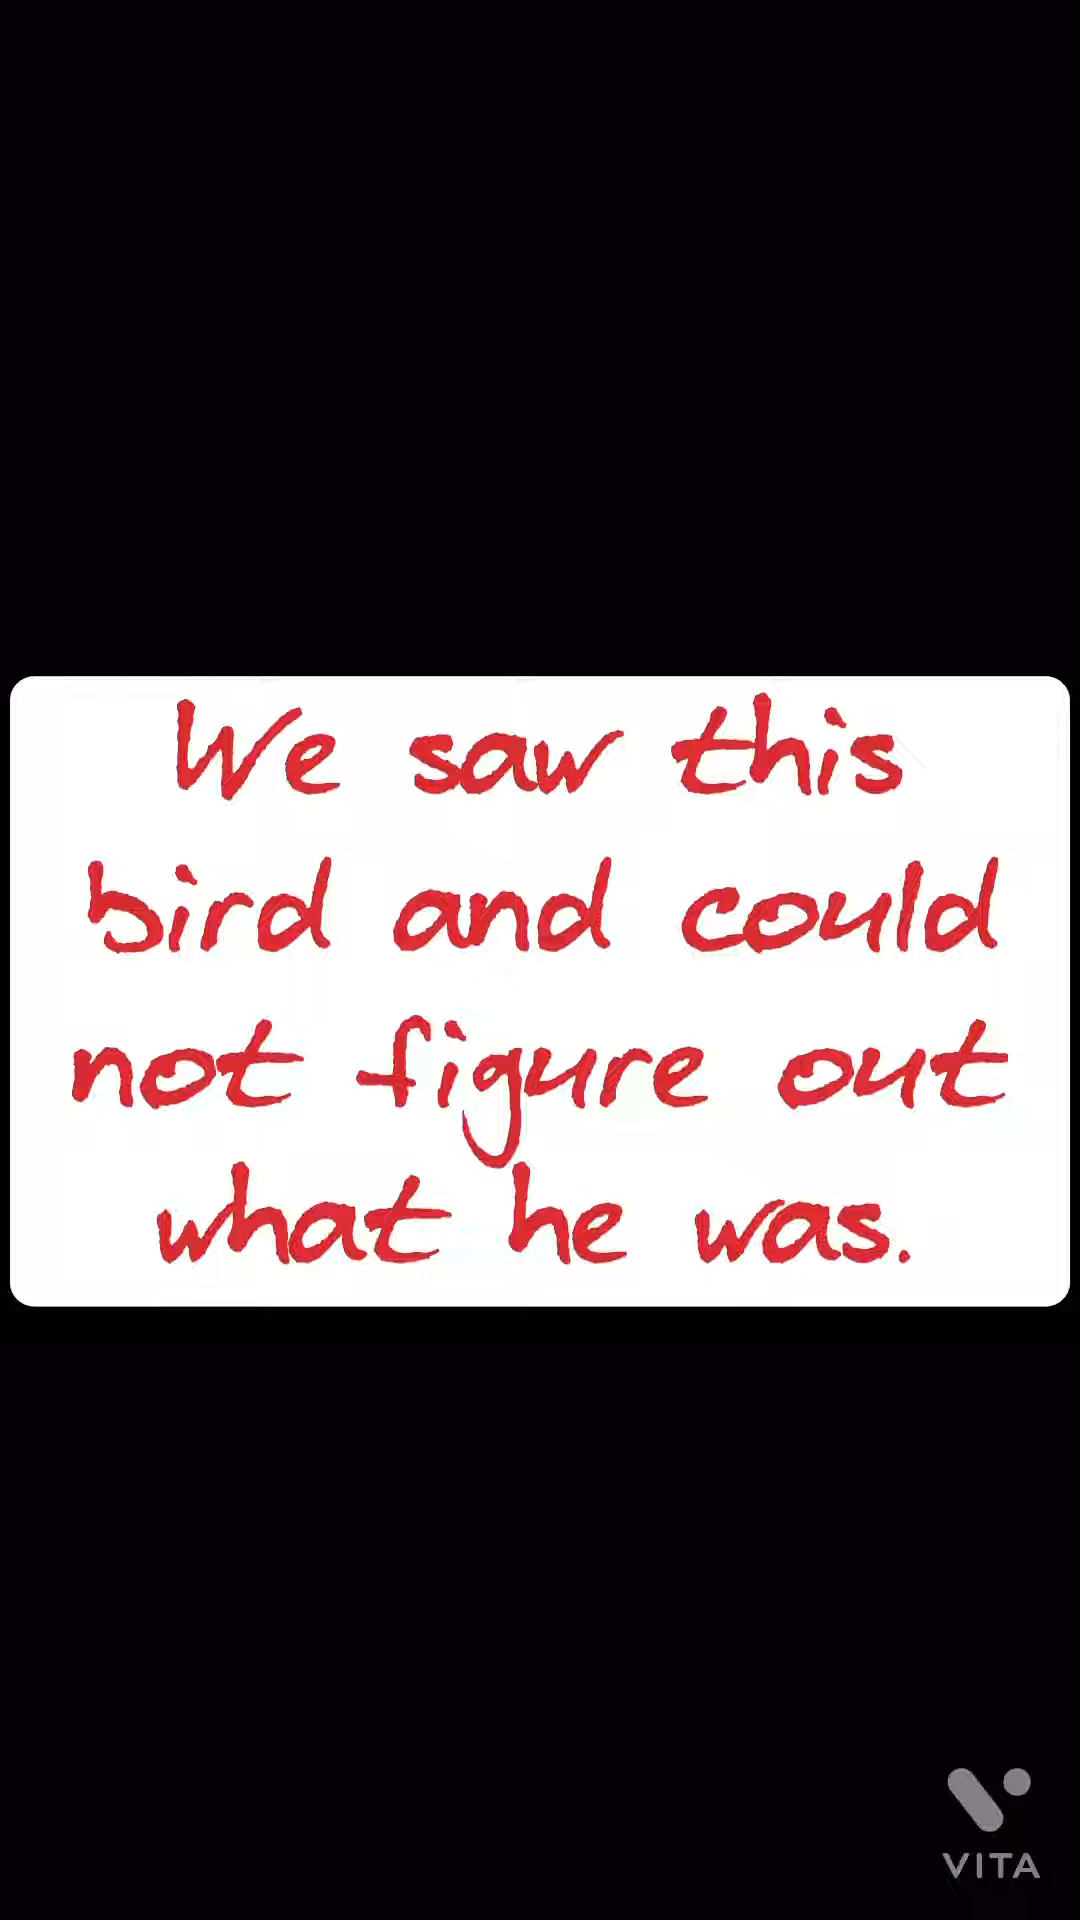 We saw this
bird and could
not figure out
what he was.
VITA